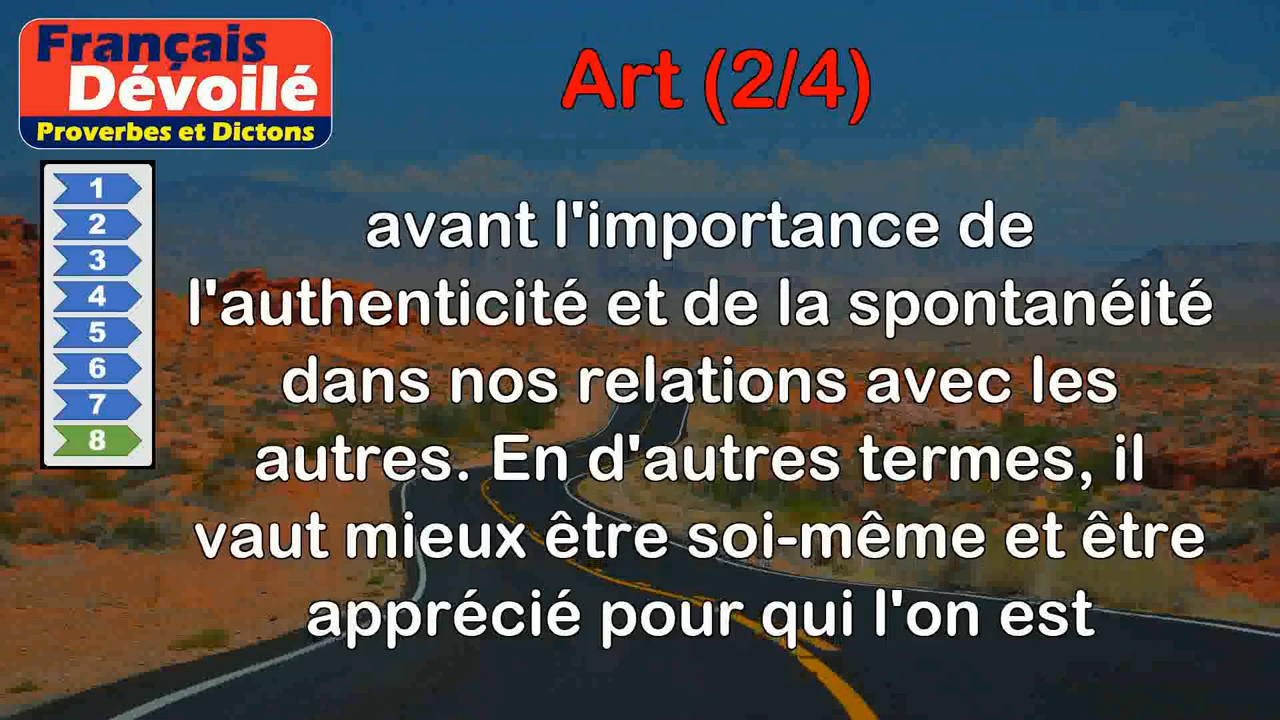 Français
Dévoilé
Proverbes et Dictons
Art (2/4)
1
2
3
4
5
6
7
8
avant l'importance de
l'authenticité et de la spontanéité
dans nos relations avec les
autres. En d'autres termes, il
vaut mieux être soi-même et être
apprécié pour qui l'on est